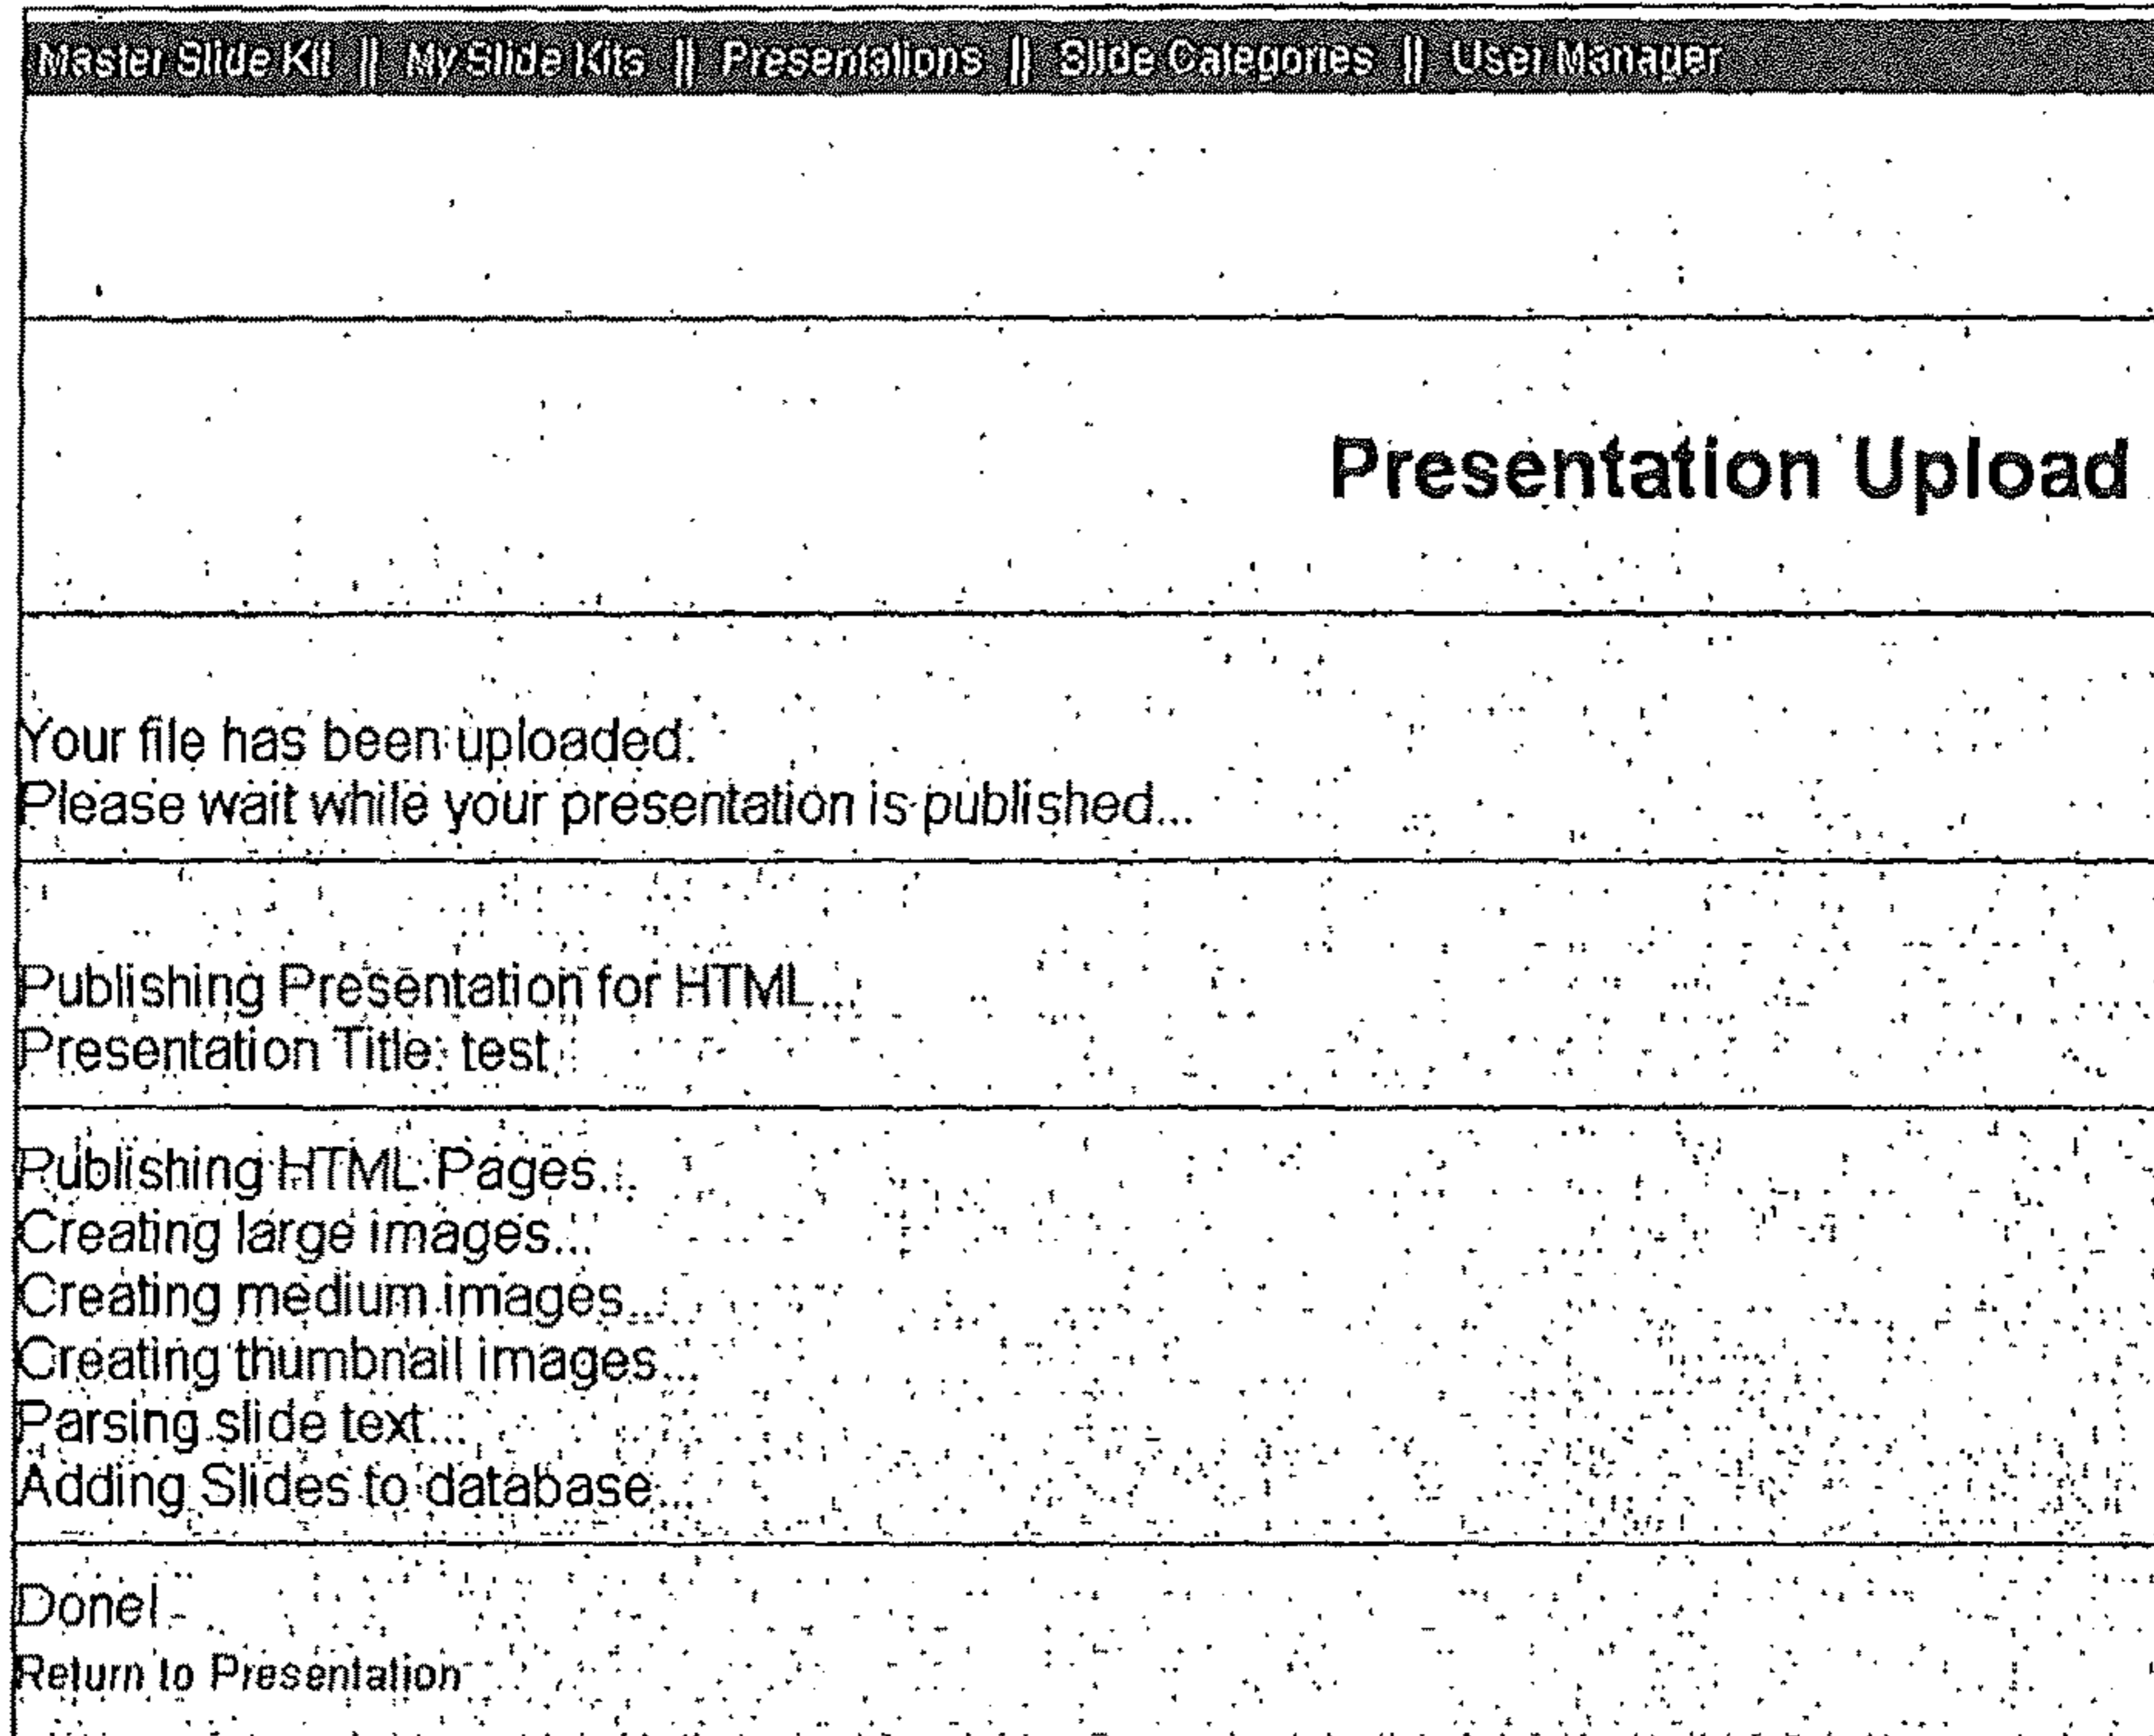 Master Slide Kit || My Slide Kits || Presentations || Slide Categories || User Manager
Presentation Upload
Your file has been uploaded.
Please wait while your presentation is published...
Publishing Presentation for HTML...
Presentation Title: test
Publishing HTML Pages...
Creating large images...
Creating medium images...
Creating thumbnail images...
Parsing slide text...
Adding Slides to database...
Done!
Return to Presentation